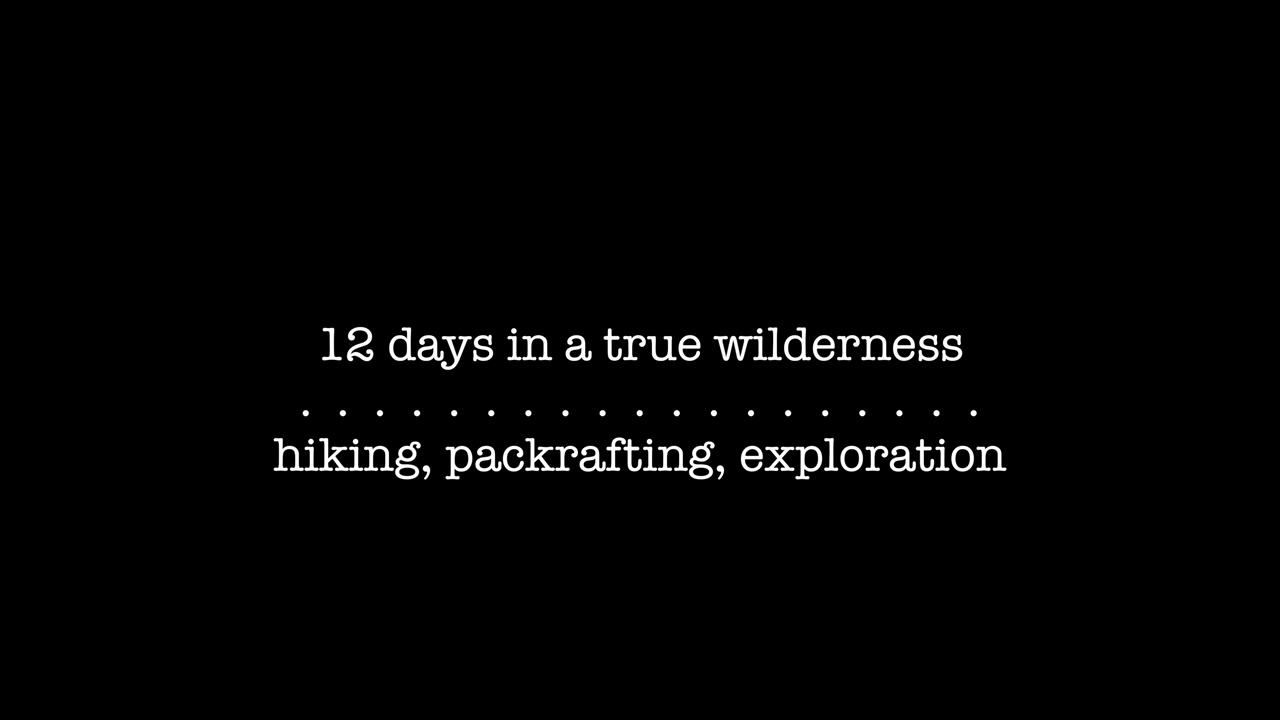 12 days in a true wilderness
. . . . . . . . . . . . . . . . . . .
hiking, packrafting, exploration